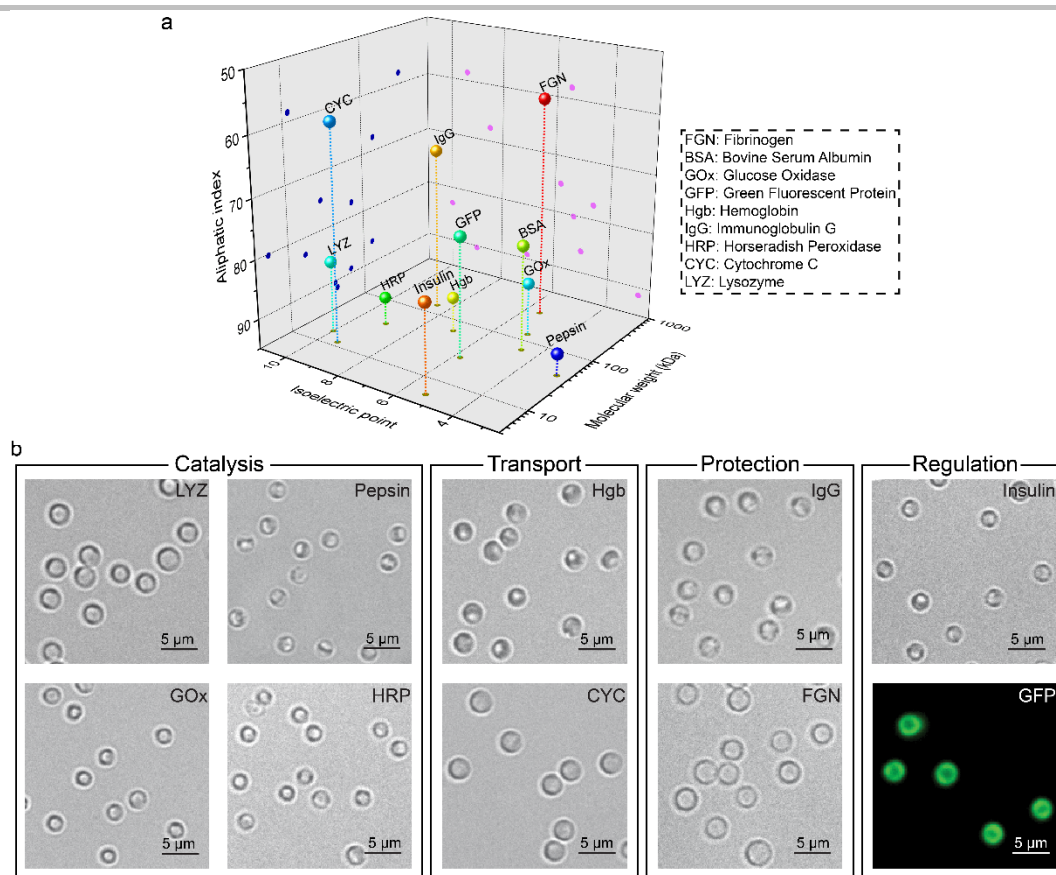 a
50
60
70
80
90
Aliphatic index
10
8
6
4
Isoelectric point
10
100
1000
Molecular weight (kDa)
CYC
FGN
IgG
GFP
BSA
LYZ
HRP
Insulin
Hgb
GOx
Pepsin
FGN: Fibrinogen
BSA: Bovine Serum Albumin
GOx: Glucose Oxidase
GFP: Green Fluorescent Protein
Hgb: Hemoglobin
IgG: Immunoglobulin G
HRP: Horseradish Peroxidase
CYC: Cytochrome C
LYZ: Lysozyme
b
Catalysis
Transport
Protection
Regulation
LYZ
5 µm
Pepsin
5 µm
Hgb
5 µm
IgG
5 µm
Insulin
5 µm
GOx
5 µm
HRP
5 µm
CYC
5 µm
FGN
5 µm
GFP
5 µm